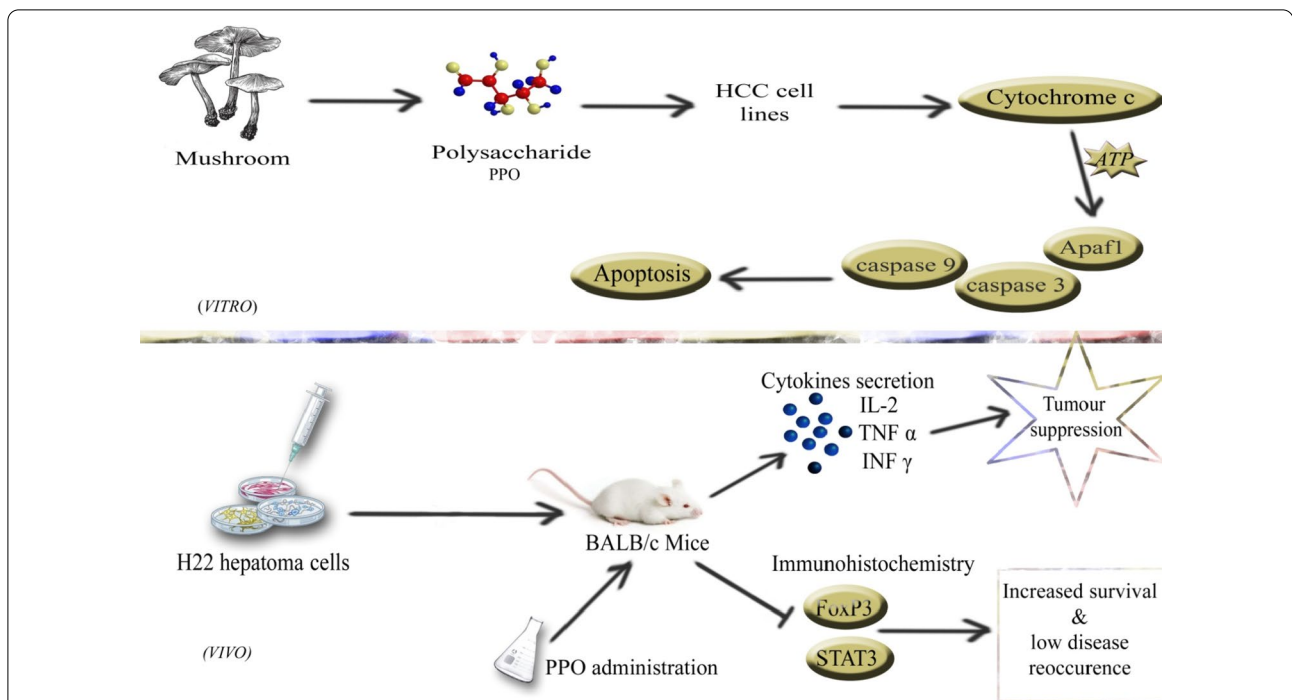 Mushroom
Polysaccharide
PPO
HCC cell
lines
Cytochrome c
ATP
Apaf1
caspase 9
caspase 3
Apoptosis
(VITRO)
Cytokines secretion
IL-2
TNF α
INF γ
Tumour
suppression
H22 hepatoma cells
BALB/c Mice
Immunohistochemistry
FoxP3
STAT3
Increased survival
&
low disease
reoccurence
PPO administration
(VIVO)